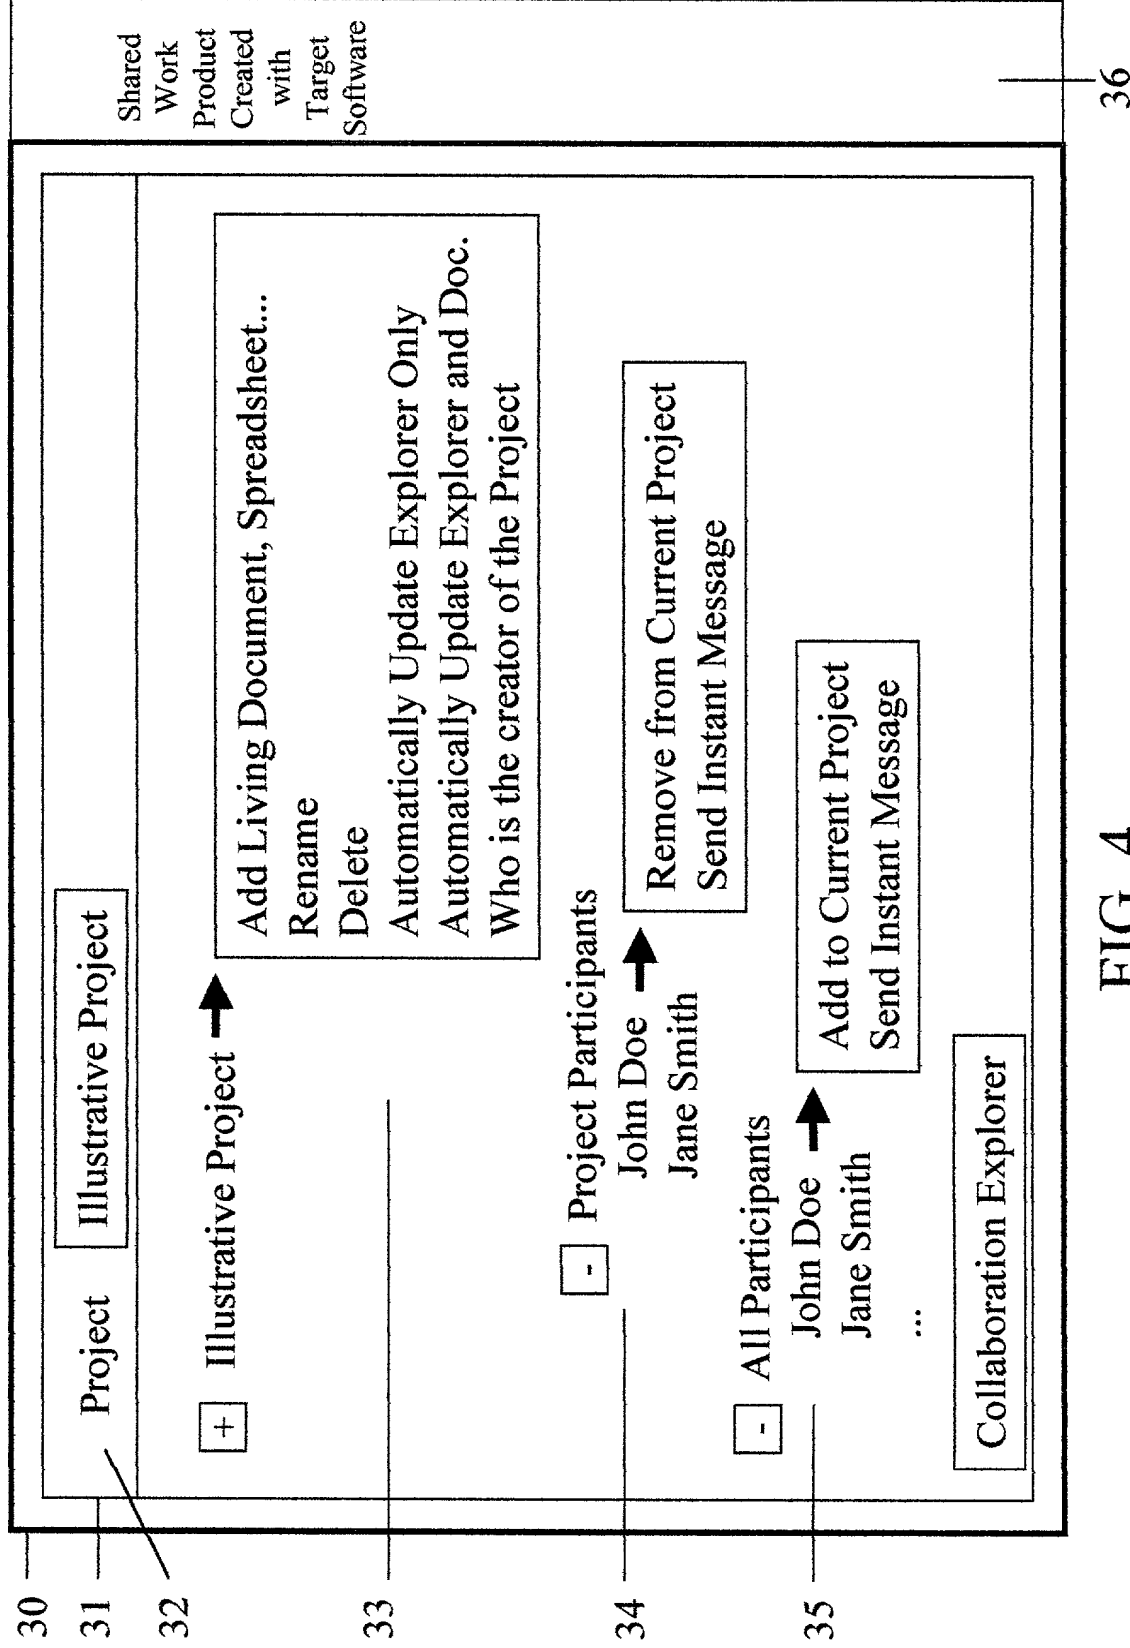 30
31
32
33
34
35
Project
Illustrative Project
+
Illustrative Project
Add Living Document, Spreadsheet...
Rename
Delete
Automatically Update Explorer Only
Automatically Update Explorer and Doc.
Who is the creator of the Project
-
Project Participants
John Doe
Jane Smith
Remove from Current Project
Send Instant Message
-
All Participants
John Doe
Jane Smith
...
Add to Current Project
Send Instant Message
Collaboration Explorer
Shared
Work
Product
Created
with
Target
Software
36
FIG. 4